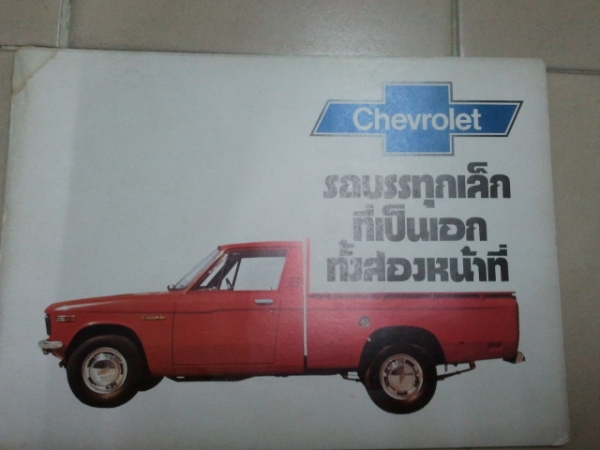 Chevrolet
รถบรรทุกเล็ก
ที่เป็นเอก
ทั้งสองหน้าที่